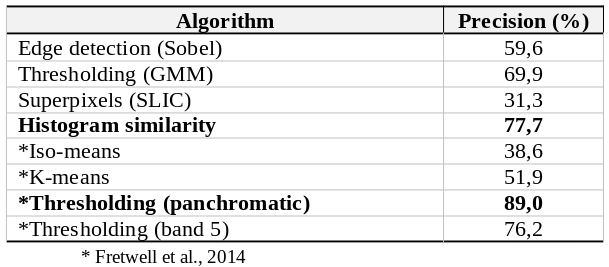 Algorithm Precision (%)
Edge detection (Sobel) 59,6
Thresholding (GMM) 69,9
Superpixels (SLIC) 31,3
Histogram similarity 77,7
*Iso-means 38,6
*K-means 51,9
*Thresholding (panchromatic) 89,0
*Thresholding (band 5) 76,2
* Fretwell et al., 2014